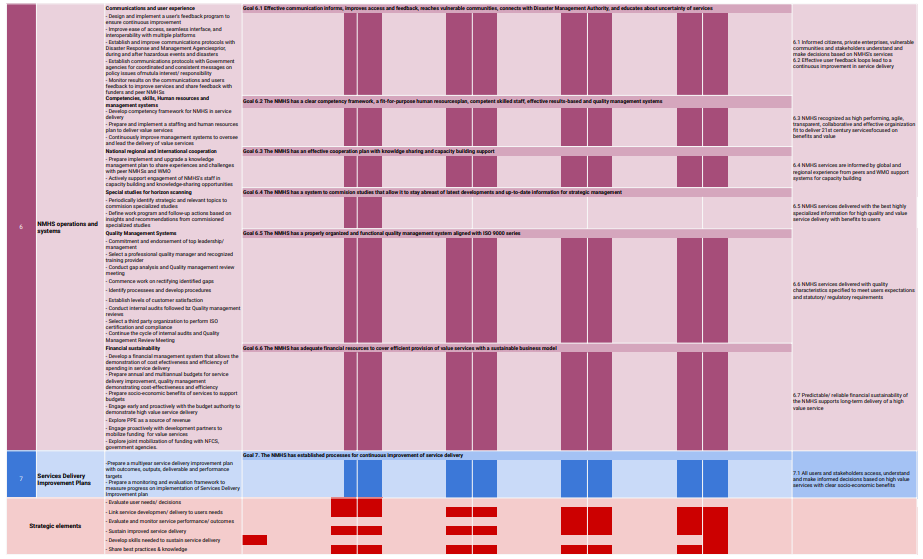 Communications and user experience
- Design and implement a user's feedback program to
ensure continuous improvement
- Improve ease of access, seamless interface, and
interoperability with multiple platforms
- Establish and improve communications protocols with
Disaster Response and Management Agenciesprior,
during and after hazardous events and disasters
- Establish communications protocols with Government
agencies for coordinated and consistent messages on
policy issues ofmutula interest/ responsibility
- Monitor results on the communications and users
feedback to improve services and share feedback with
funders and peer NMHSs
Goal 6.1 Effective communication informs, improves access and feedback, reaches vulnerable communities, connects with Disaster Management Authority, and educates about uncertainty of services
6.1 Informed citizens, private enterprises, vulnerable
communities and stakeholders understand and
make decisions based on NMHS's services
6.2 Effective user feedback loops lead to a
continuous improvement in service delivery
Competencies, skills, Human resources and
management systems
- Develop competency framework for NMHS in service
delivery
- Prepare and implement a staffing and human resources
plan to deliver value services
- Continuously improve management systems to oversee
and lead the delivery of value services
Goal 6.2 The NMHS has a clear competency framework, a fit-for-purpose human resourcesplan, competent skilled staff, effective results-based and quality management systems
6.3 NMHS recognized as high performing, agile,
transparent, collaborative and effective orgainization
fit to deliver 21st century servicesfocused on
benefits and value
National regional and international cooperation
- Prepare implement and upgrade a knowledge
management plan to share experiences and challenges
with peer NMHSs and WMO
- Actively support engagement of NMHS's staff in
capacity building and knowledge-sharing opportunities
Goal 6.3 The NMHS has an effective cooperation plan with knowldge sharing and capacity building support
6.4 NMHS services are informed by global and
regional experience from peers and WMO support
systems for capacity building
Special studies for horizon scanning
- Periodically identify strategic and relevant topics to
commision specialized studies
- Define work program and follow-up actions based on
insights and recommendations from commissioned
specialized studies
Goal 6.4 The NMHS has a system to commision studies that allow it to stay abreast of latest developments and up-to-date information for strategic management
6.5 NMHS services delivered with the best highly
specialized information for high quality and value
service delivery with benefits to users
6
NMHS operations and
systems
Quality Management Systems
- Commitment and endorsement of top leadership/
management
- Select a professional quality manager and recognized
training provider
- Conduct gap analysis and Quality management review
meeting
- Commence work on rectifying identified gaps
- Identify processess and develop procedures
- Establish levels of customer satisfaction
- Conduct internal audits followed bz Quality management
reviews
- Select a third party organization to perform ISO
certification and compliance
- Continue the cycle of internal audits and Quality
Management Review Meeting
Goal 6.5 The NMHS has a properly organized and functional quality management system aligned with ISO 9000 series
6.6 NMHS services delivered with quality
characteristics specified to meet users expectations
and statutory/ regulatory requirements
Financial sustainability
- Develop a financial management system that allows the
demonstration of cost efectiveness and efficiency of
spending in service delivery
- Prepare annual and multiannual budgets for service
delivery improvement, quality management
demonstrating cost-effectiveness and efficiency
- Prepare socio-economic benefits of services to support
budgets
- Engage early and proactively with the budget authority to
demonstrate high value service delivery
- Explore PPE as a source of revenue
- Engage proactively with development partners to
mobilize funding for value services
- Explore joint mobilization of funding with NFCS,
government agencies.
Goal 6.6 The NMHS has adequate financial resources to cover efficient provision of value services with a sustainable business model
6.7 Predictable/ reliable financial sustainability of
the NMHS supports long-term delivery of a high
value service
7
Services Delivery
Improvement Plans
-Prepare a multiyear service delivery improvement plan
with outcomes, outputs, deliverable and performance
targets
- Prepare a monitoring and evaluation framework to
measure progress on implementation of Services Delivery
Improvement plan
Goal 7. The NMHS has established processes for continuous improvement of service delivery
7.1 All users and stakeholders access, understand
and make informed decisions based on high value
services with clear socio-economic benefits
Strategic elements
- Evaluate user needs/ decisions
- Link service developmen/ delivery to users needs
- Evaluate and monitor service performance/ outcomes
- Sustain improved service delivery
- Develop skills needed to sustain service delivery
- Share best practices & knowledge